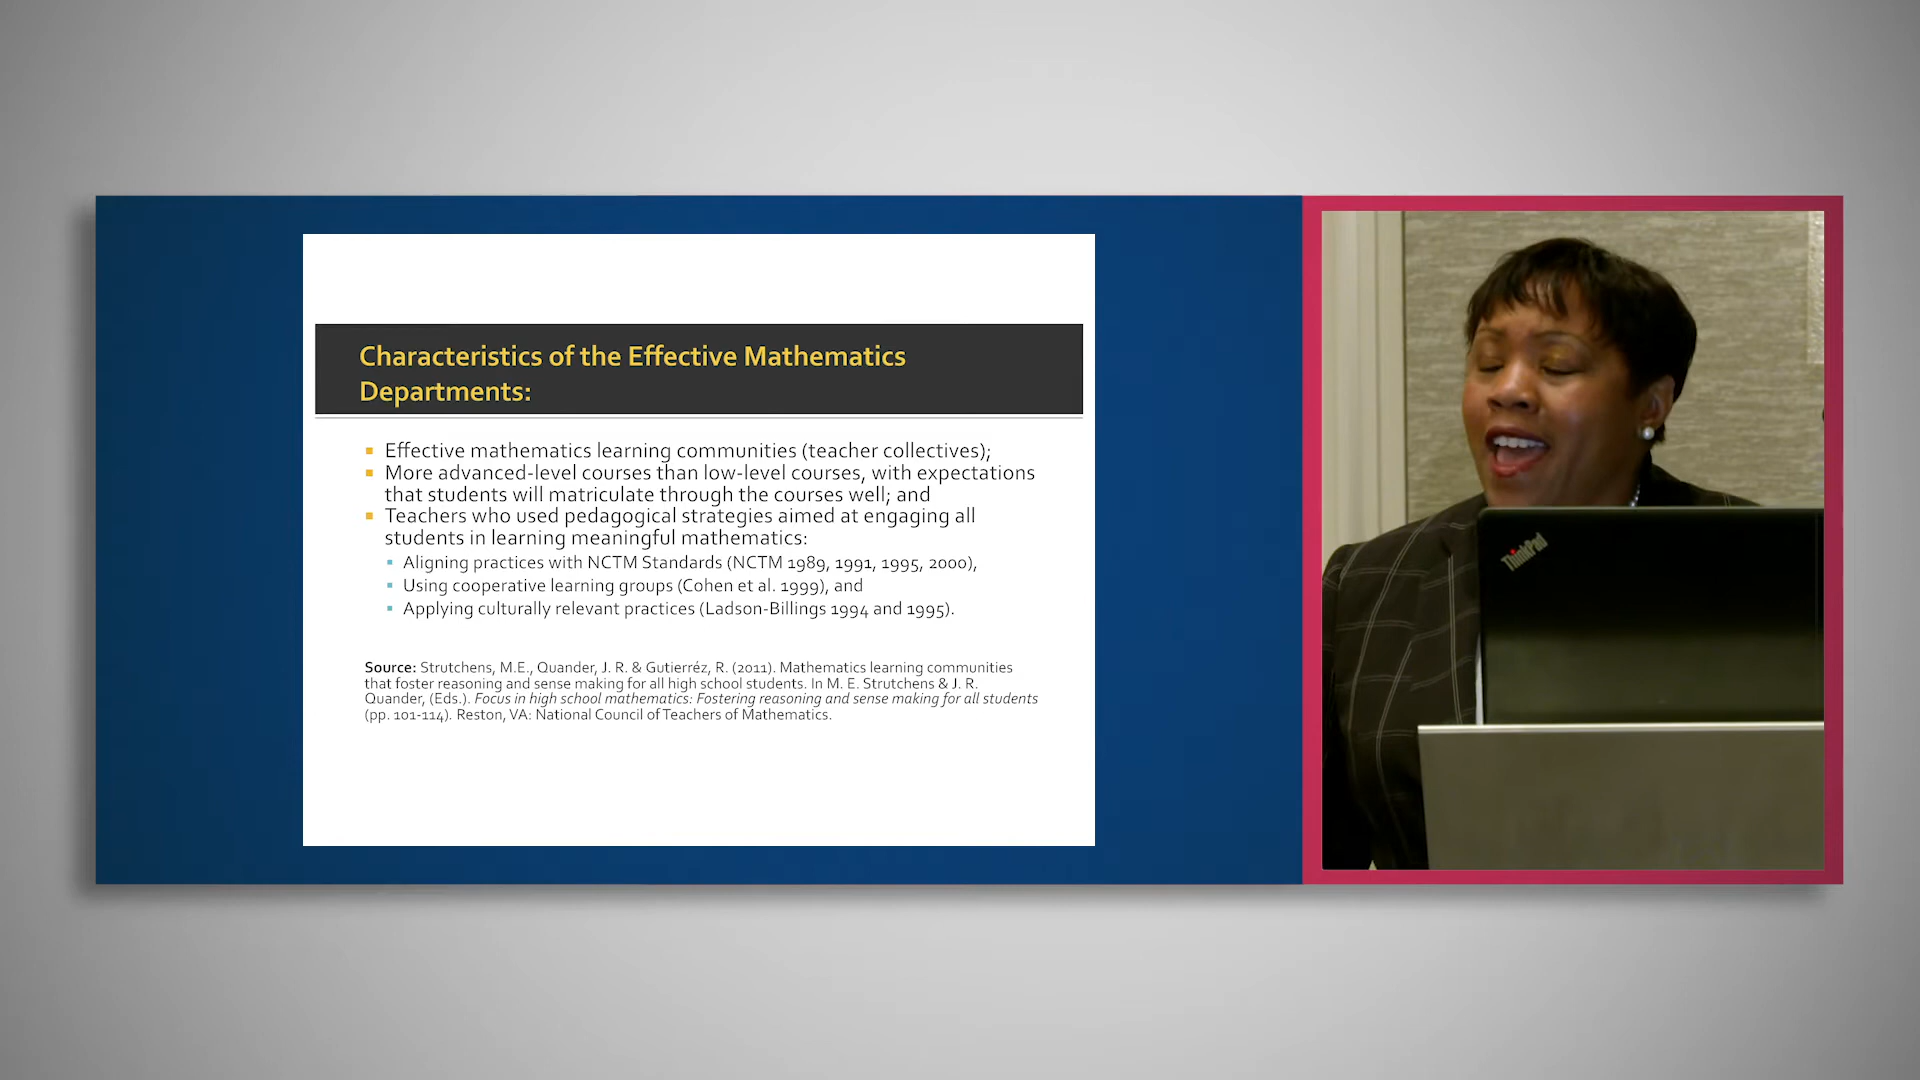 Characteristics of the Effective Mathematics
Departments:
Effective mathematics learning communities (teacher collectives);
More advanced-level courses than low-level courses, with expectations
that students will matriculate through the courses well; and
Teachers who used pedagogical strategies aimed at engaging all
students in learning meaningful mathematics:
Aligning practices with NCTM Standards (NCTM 1989, 1991, 1995, 2000),
Using cooperative learning groups (Cohen et al. 1999), and
Applying culturally relevant practices (Ladson-Billings 1994 and 1995).
Source: Strutchens, M.E., Quander, J. R. & Gutierréz, R. (2011). Mathematics learning communities
that foster reasoning and sense making for all high school students. In M. E. Strutchens & J. R.
Quander, (Eds.). Focus in high school mathematics: Fostering reasoning and sense making for all students
(pp. 101-114). Reston, VA: National Council of Teachers of Mathematics.
ThinkPad